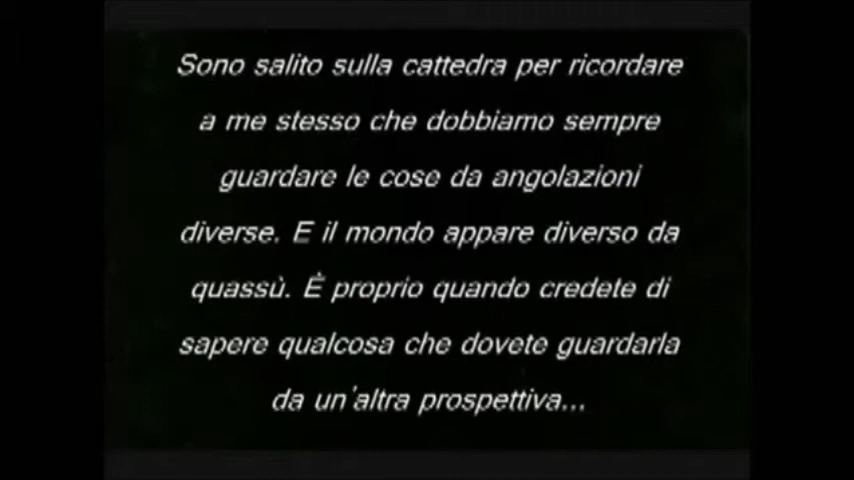 Sono salito sulla cattedra per ricordare
a me stesso che dobbiamo sempre
guardare le cose da angolazioni
diverse. E il mondo appare diverso da
quassù. È proprio quando credete di
sapere qualcosa che dovete guardarla
da un'altra prospettiva...